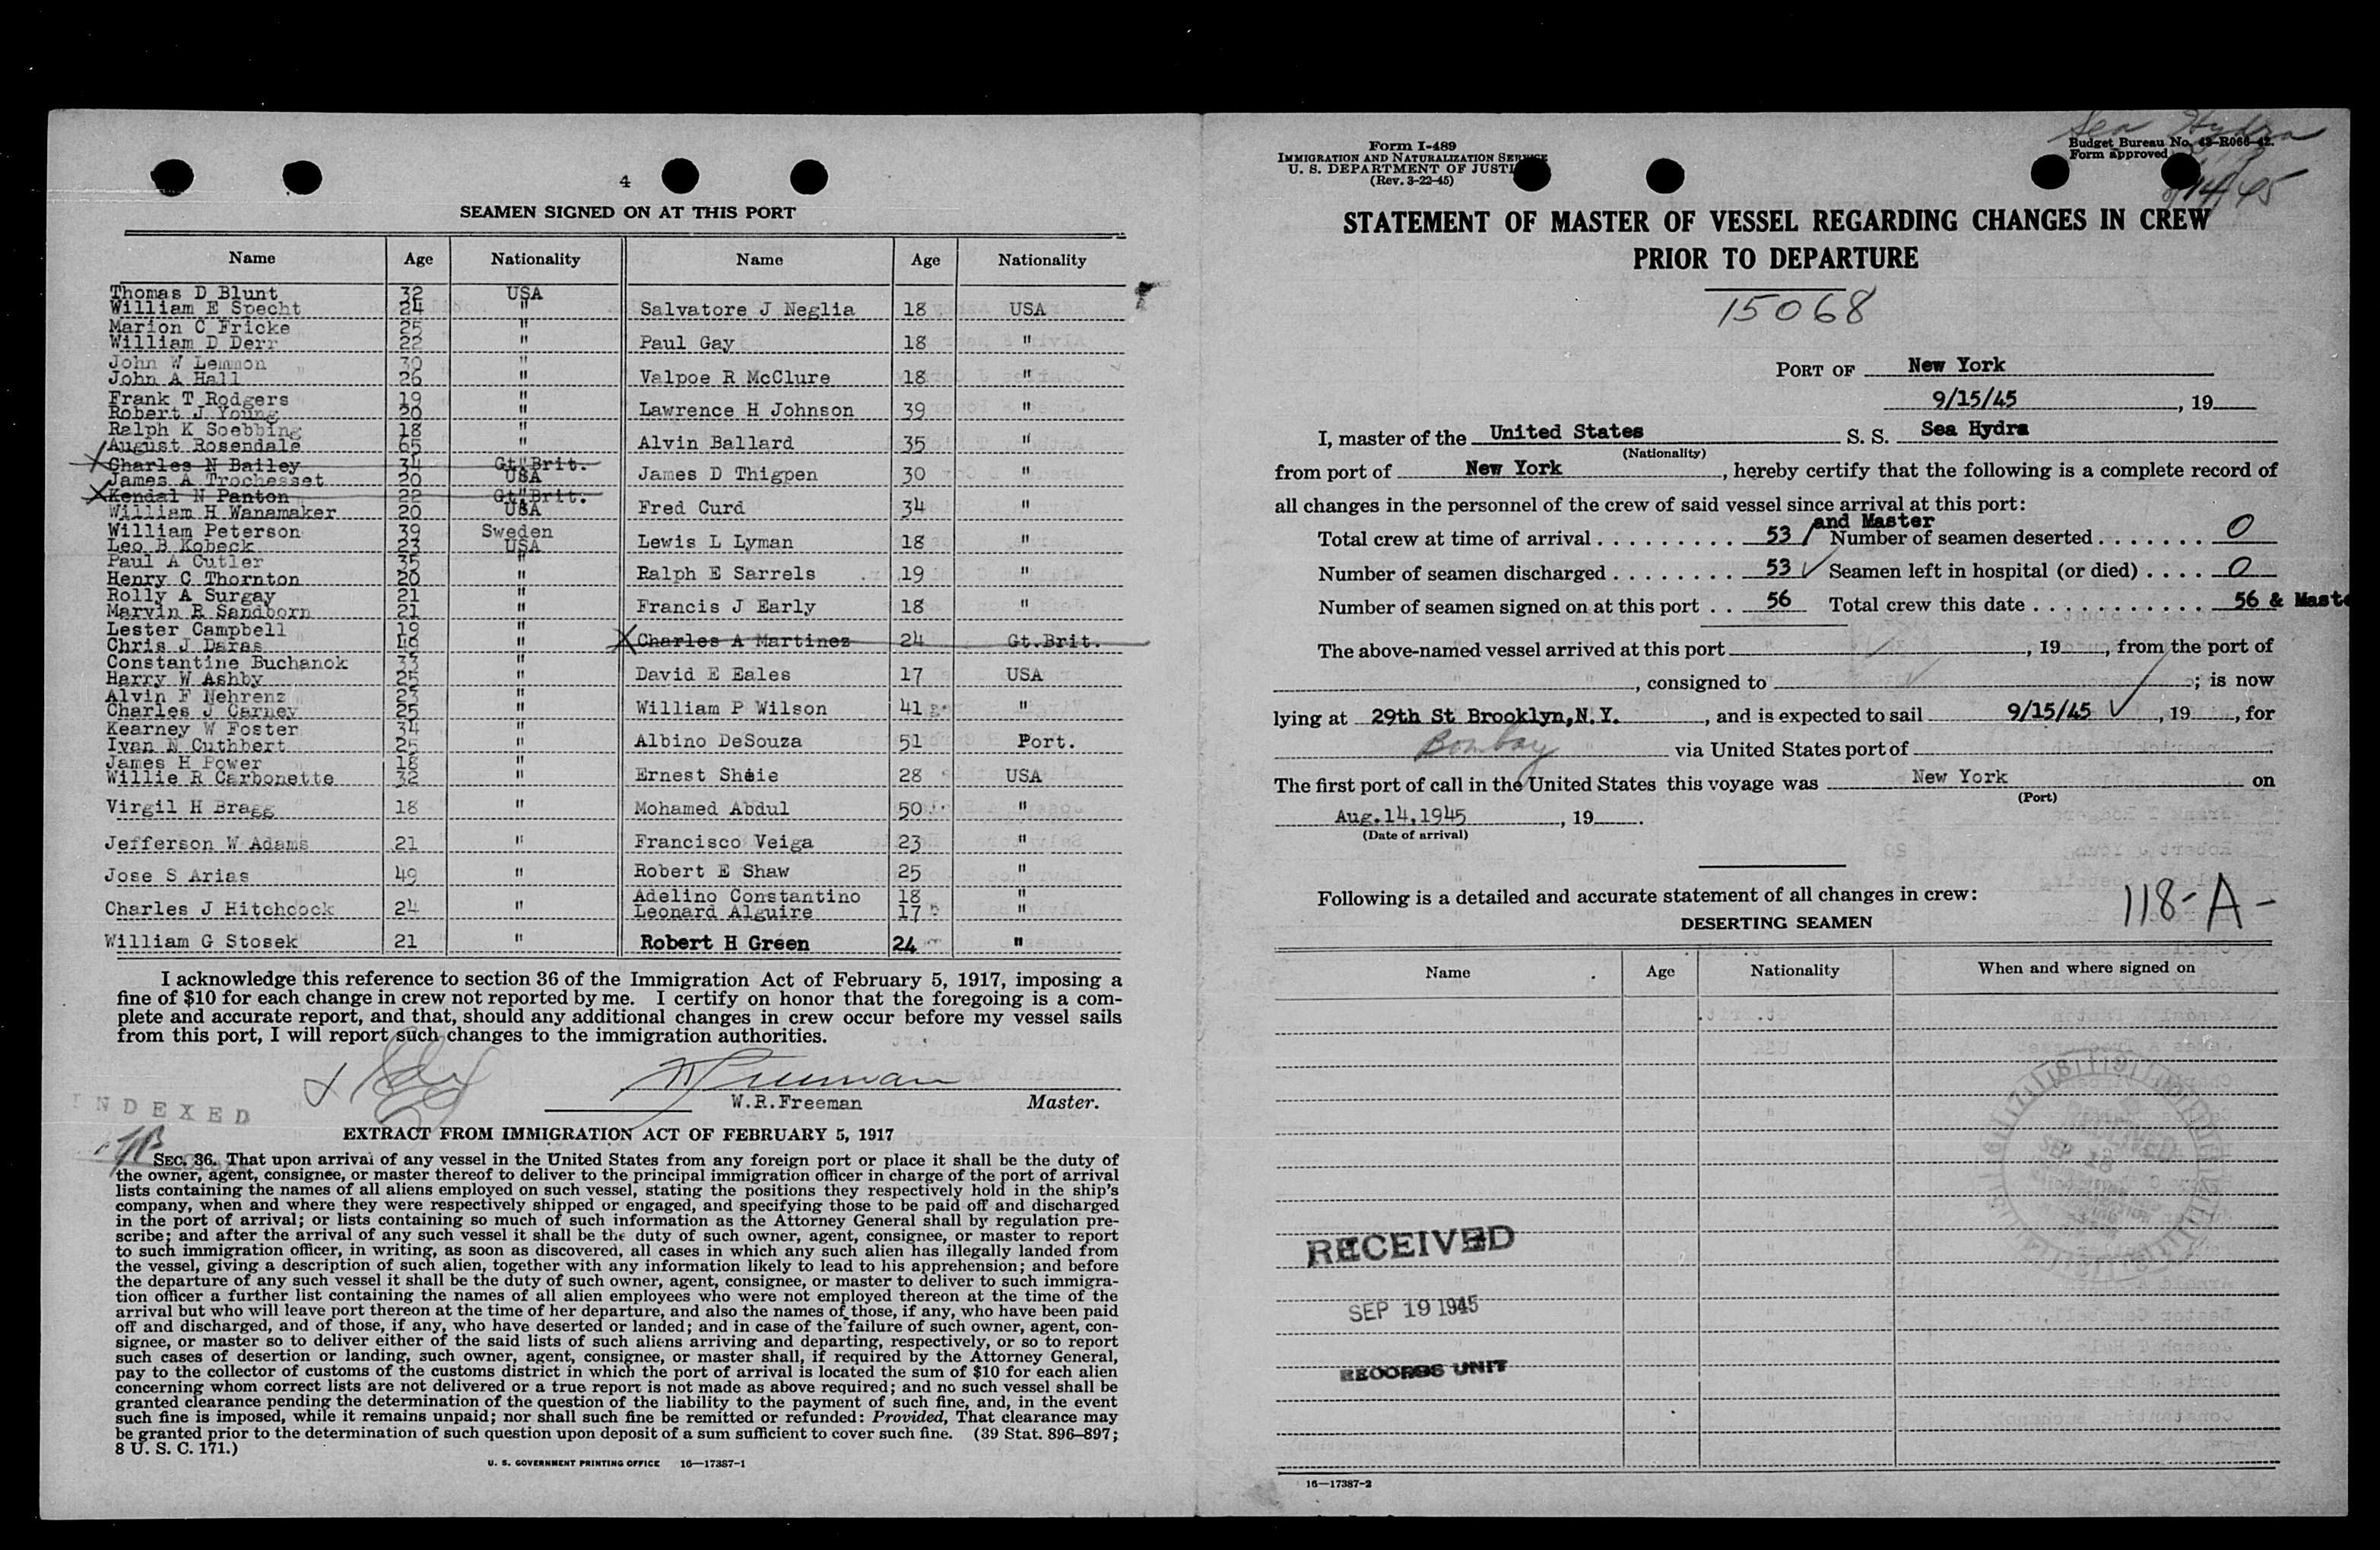 4
SEAMEN SIGNED ON AT THIS PORT
Name Age Nationality Name Age Nationality
Thomas D Blunt 32 USA
William E Specht 24 " Salvatore J Neglia 18 USA
Marion C Fricke 25 "
William D Derr 22 " Paul Gay 18 "
John W Lemmon 30 "
John A Hall 26 " Valpoe R McClure 18 "
Frank T Rodgers 19 "
Robert J Young 20 " Lawrence H Johnson 39 "
Ralph K Soebbing 18 "
August Rosendale 65 " Alvin Ballard 35 "
Charles N Bailey 34 Gt. Brit.
James A Trochesset 20 USA James D Thigpen 30 "
Kendal N Panton 22 Gt. Brit.
William H Wanamaker 20 USA Fred Curd 34 "
William Peterson 39 Sweden
Leo B Kobeck 23 USA Lewis L Lyman 18 "
Paul A Cutler 35 "
Henry C Thornton 20 " Ralph E Sarrels 19 "
Rolly A Surgay 21 "
Marvin R Sandborn 21 " Francis J Early 18 "
Lester Campbell 19 "
Chris J Daras 49 " Charles A Martinez 24 Gt.Brit.
Constantine Buchanok 33 "
Harry W Ashby 25 " David E Eales 17 USA
Alvin F Nehrenz 23 "
Charles J Carney 25 " William P Wilson 41 "
Kearney W Foster 34 "
Ivan N Cuthbert 25 " Albino DeSouza 51 Port.
James H Power 18 "
Willie R Carbonette 32 " Ernest Sheie 28 USA
Virgil H Bragg 18 " Mohamed Abdul 50 "
Jefferson W Adams 21 " Francisco Veiga 23 "
Jose S Arias 49 " Robert E Shaw 25 "
Adelino Constantino 18 "
Charles J Hitchcock 24 " Leonard Alguire 17 "
William G Stosek 21 " Robert H Green 24 "
I acknowledge this reference to section 36 of the Immigration Act of February 5, 1917, imposing a
fine of $10 for each change in crew not reported by me. I certify on honor that the foregoing is a com-
plete and accurate report, and that, should any additional changes in crew occur before my vessel sails
from this port, I will report such changes to the immigration authorities.
W R Freeman
W.R.Freeman Master.
INDEXED
EXTRACT FROM IMMIGRATION ACT OF FEBRUARY 5, 1917
SEC. 36. That upon arrival of any vessel in the United States from any foreign port or place it shall be the duty of
the owner, agent, consignee, or master thereof to deliver to the principal immigration officer in charge of the port of arrival
lists containing the names of all aliens employed on such vessel, stating the positions they respectively hold in the ship's
company, when and where they were respectively shipped or engaged, and specifying those to be paid off and discharged
in the port of arrival; or lists containing so much of such information as the Attorney General shall by regulation pre-
scribe; and after the arrival of any such vessel it shall be the duty of such owner, agent, consignee, or master to report
to such immigration officer, in writing, as soon as discovered, all cases in which any such alien has illegally landed from
the vessel, giving a description of such alien, together with any information likely to lead to his apprehension; and before
the departure of any such vessel it shall be the duty of such owner, agent, consignee, or master to deliver to such immigra-
tion officer a further list containing the names of all alien employees who were not employed thereon at the time of the
arrival but who will leave port thereon at the time of her departure, and also the names of those, if any, who have been paid
off and discharged, and of those, if any, who have deserted or landed; and in case of the failure of such owner, agent, con-
signee, or master so to deliver either of the said lists of such aliens arriving and departing, respectively, or so to report
such cases of desertion or landing, such owner, agent, consignee, or master shall, if required by the Attorney General,
pay to the collector of customs of the customs district in which the port of arrival is located the sum of $10 for each alien
concerning whom correct lists are not delivered or a true report is not made as above required; and no such vessel shall be
granted clearance pending the determination of the question of the liability to the payment of such fine, and, in the event
such fine is imposed, while it remains unpaid; nor shall such fine be remitted or refunded: Provided, That clearance may
be granted prior to the determination of such question upon deposit of a sum sufficient to cover such fine. (39 Stat. 896–897;
8 U. S. C. 171.)
U. S. GOVERNMENT PRINTING OFFICE 16—17387-1
Sea Hydra
Form I-489
IMMIGRATION AND NATURALIZATION SERVICE
U. S. DEPARTMENT OF JUSTI
(Rev. 3-22-45)
Budget Bureau No. 43-R066-42.
Form approved
8/14/45
STATEMENT OF MASTER OF VESSEL REGARDING CHANGES IN CREW
PRIOR TO DEPARTURE
15068
PORT OF New York
9/15/45, 19
I, master of the United States S. S. Sea Hydra
(Nationality)
from port of New York, hereby certify that the following is a complete record of
all changes in the personnel of the crew of said vessel since arrival at this port:
and Master
Total crew at time of arrival 53 Number of seamen deserted 0
Number of seamen discharged 53 Seamen left in hospital (or died) 0
Number of seamen signed on at this port 56 Total crew this date 56 & Maste
The above-named vessel arrived at this port , 19 , from the port of
, consigned to ; is now
lying at 29th St Brooklyn,N.Y. , and is expected to sail 9/15/45 , 19 , for
Bombay via United States port of
The first port of call in the United States this voyage was New York on
(Port)
Aug.14,1945 , 19 .
(Date of arrival)
Following is a detailed and accurate statement of all changes in crew:
118-A-
DESERTING SEAMEN
Name Age Nationality When and where signed on
RECEIVED
SEP 18
RECEIVED
SEP 19 1945
RECORDS UNIT
16—17387-2